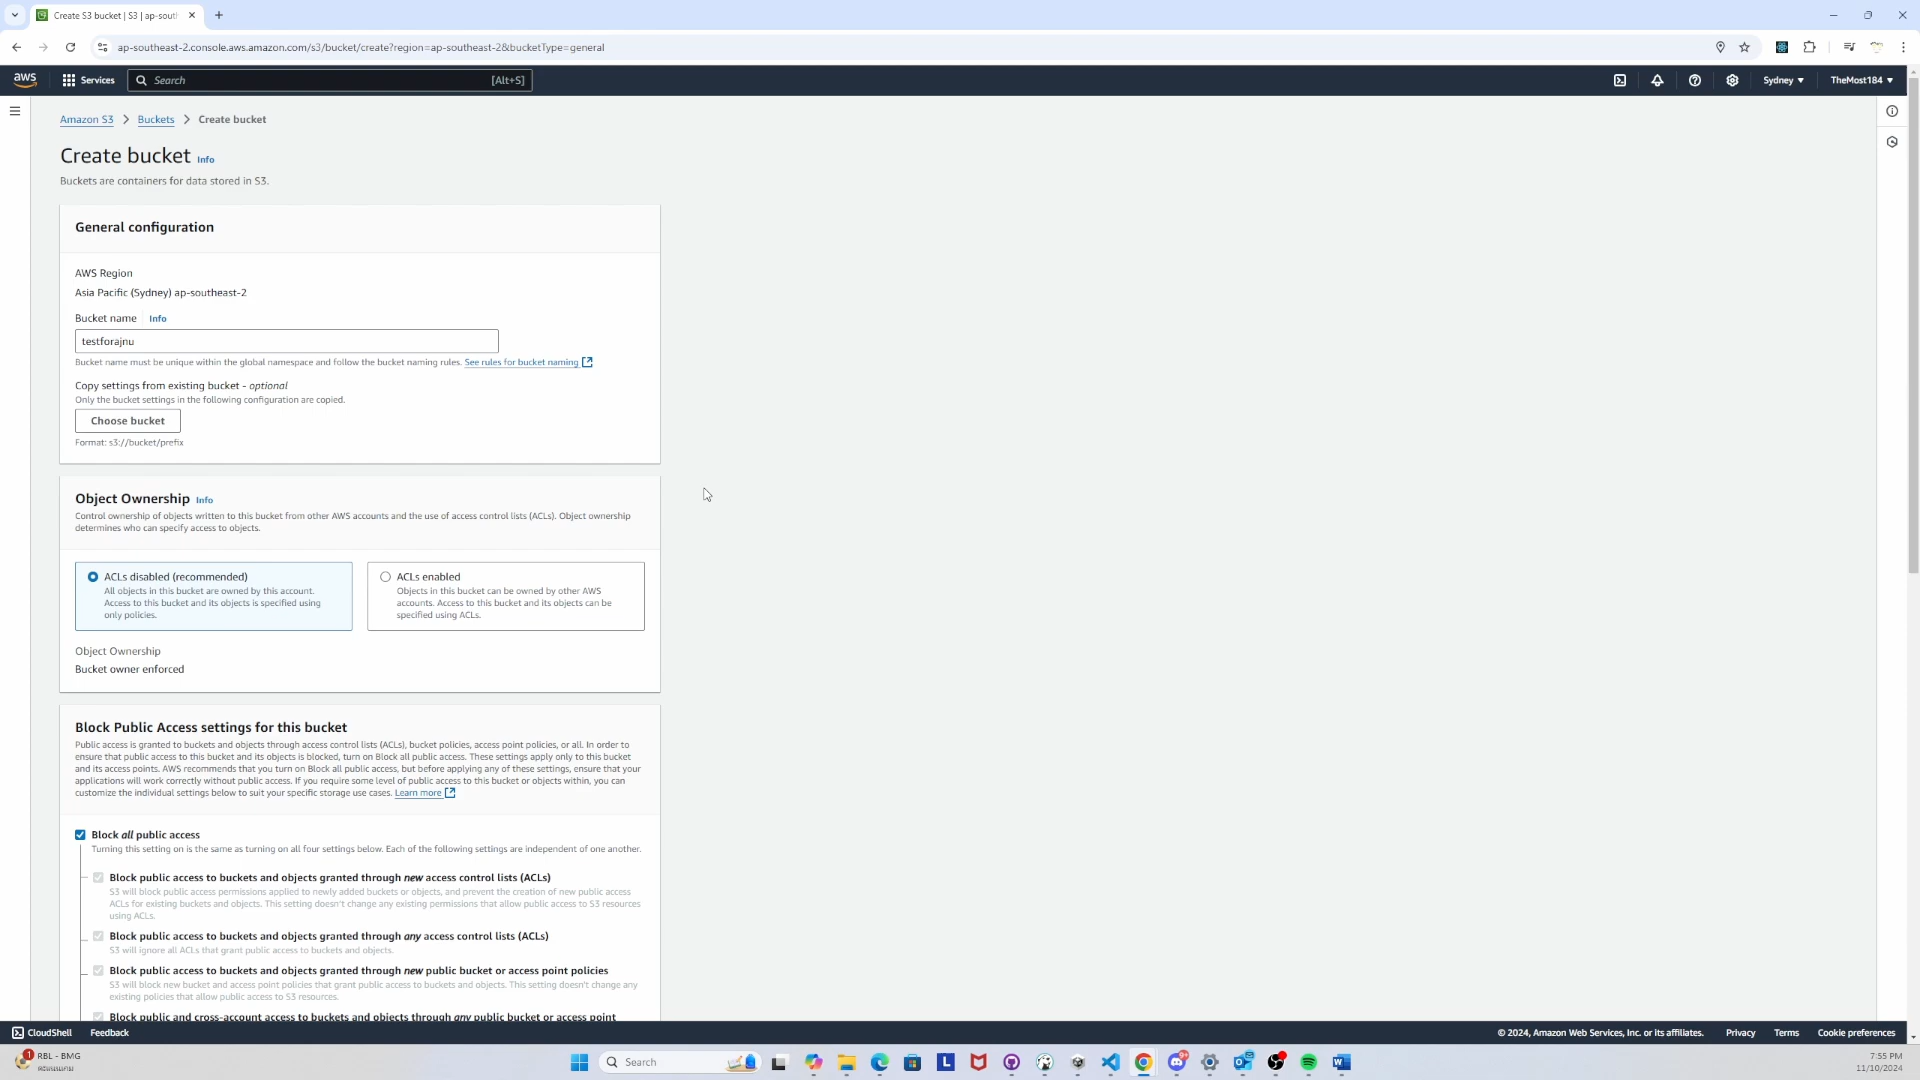 Create S3 bucket | S3 | ap-sout
ap-southeast-2.console.aws.amazon.com/s3/bucket/create?region=ap-southeast-2&bucketType=general
aws
Services
Search
[Alt+S]
Sydney
TheMost184
Amazon S3
Buckets
Create bucket
Create bucket Info
Buckets are containers for data stored in S3.
General configuration
AWS Region
Asia Pacific (Sydney) ap-southeast-2
Bucket name Info
testforajnu
Bucket name must be unique within the global namespace and follow the bucket naming rules. See rules for bucket naming
Copy settings from existing bucket - optional
Only the bucket settings in the following configuration are copied.
Choose bucket
Format: s3://bucket/prefix
Object Ownership Info
Control ownership of objects written to this bucket from other AWS accounts and the use of access control lists (ACLs). Object ownership
determines who can specify access to objects.
ACLs disabled (recommended)
All objects in this bucket are owned by this account.
Access to this bucket and its objects is specified using
only policies.
ACLs enabled
Objects in this bucket can be owned by other AWS
accounts. Access to this bucket and its objects can be
specified using ACLs.
Object Ownership
Bucket owner enforced
Block Public Access settings for this bucket
Public access is granted to buckets and objects through access control lists (ACLs), bucket policies, access point policies, or all. In order to
ensure that public access to this bucket and its objects is blocked, turn on Block all public access. These settings apply only to this bucket
and its access points. AWS recommends that you turn on Block all public access, but before applying any of these settings, ensure that your
applications will work correctly without public access. If you require some level of public access to this bucket or objects within, you can
customize the individual settings below to suit your specific storage use cases. Learn more
Block all public access
Turning this setting on is the same as turning on all four settings below. Each of the following settings are independent of one another.
Block public access to buckets and objects granted through new access control lists (ACLs)
S3 will block public access permissions applied to newly added buckets or objects, and prevent the creation of new public access
ACLs for existing buckets and objects. This setting doesn't change any existing permissions that allow public access to S3 resources
using ACLs.
Block public access to buckets and objects granted through any access control lists (ACLs)
S3 will ignore all ACLs that grant public access to buckets and objects.
Block public access to buckets and objects granted through new public bucket or access point policies
S3 will block new bucket and access point policies that grant public access to buckets and objects. This setting doesn't change any
existing policies that allow public access to S3 resources.
Block public and cross-account access to buckets and objects through any public bucket or access point
CloudShell
Feedback
© 2024, Amazon Web Services, Inc. or its affiliates.
Privacy
Terms
Cookie preferences
1
RBL - BMG
Search
7:55 PM
11/10/2024